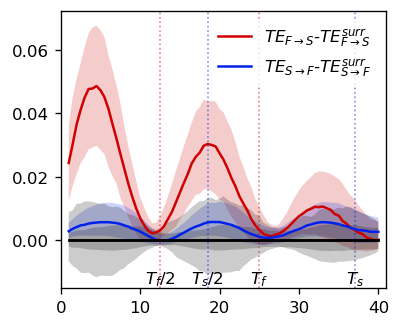 0.06
0.04
0.02
0.00
TE_{F→S}-TE^{surr}_{F→S}
TE_{S→F}-TE^{surr}_{S→F}
T_f/2 T_s/2 T_f T_s
0 10 20 30 40